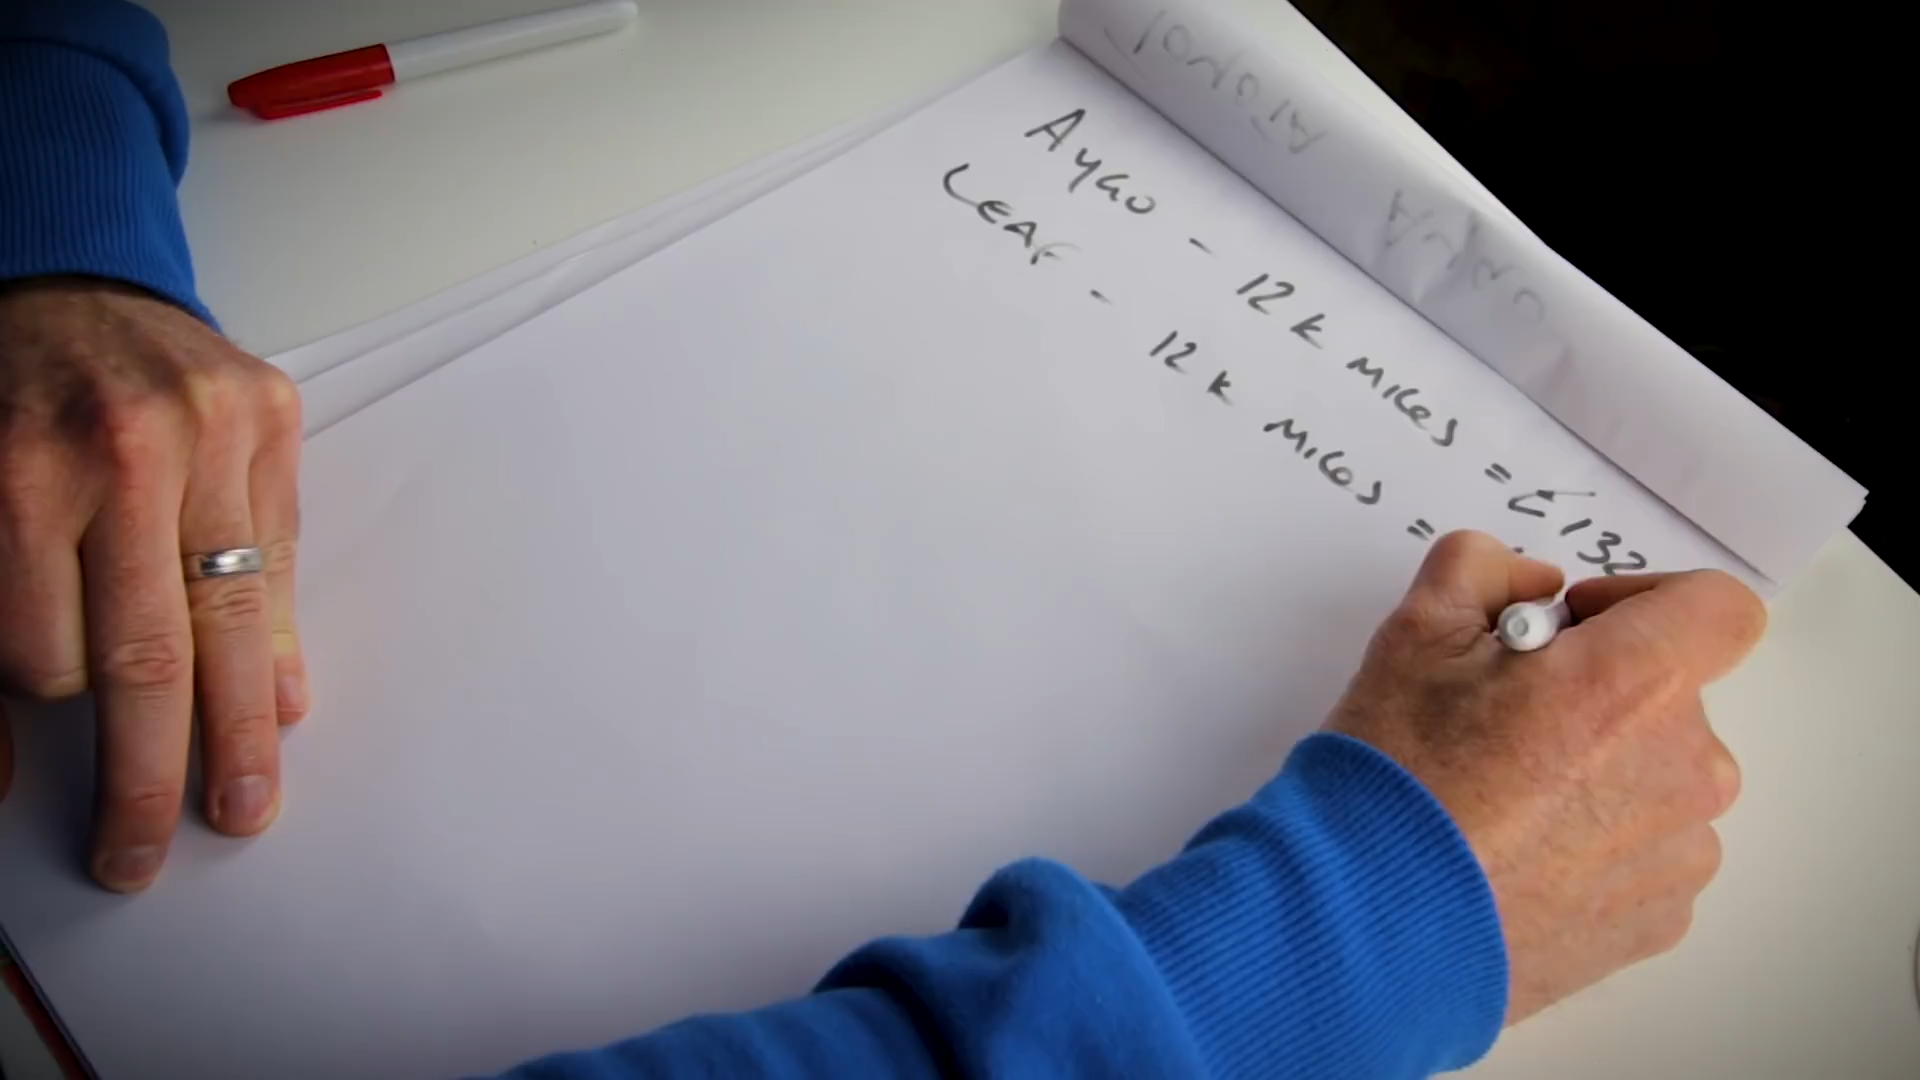 Aygo - 12k miles = £132
Leaf - 12k miles =